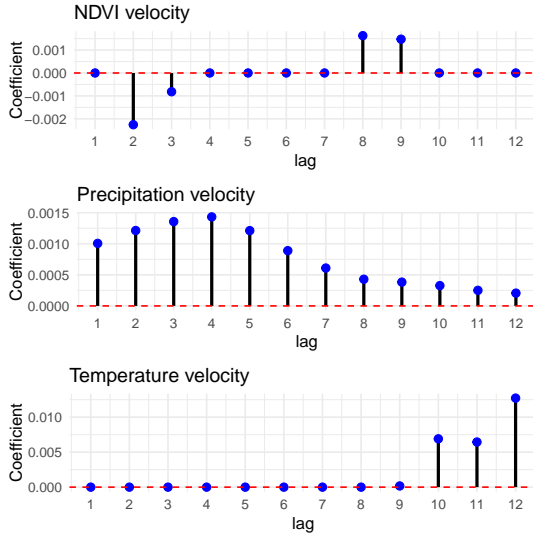 NDVI velocity
Coefficient
0.001
0.000
−0.001
−0.002
1 2 3 4 5 6 7 8 9 10 11 12
lag
Precipitation velocity
Coefficient
0.0015
0.0010
0.0005
0.0000
1 2 3 4 5 6 7 8 9 10 11 12
lag
Temperature velocity
Coefficient
0.010
0.005
0.000
1 2 3 4 5 6 7 8 9 10 11 12
lag